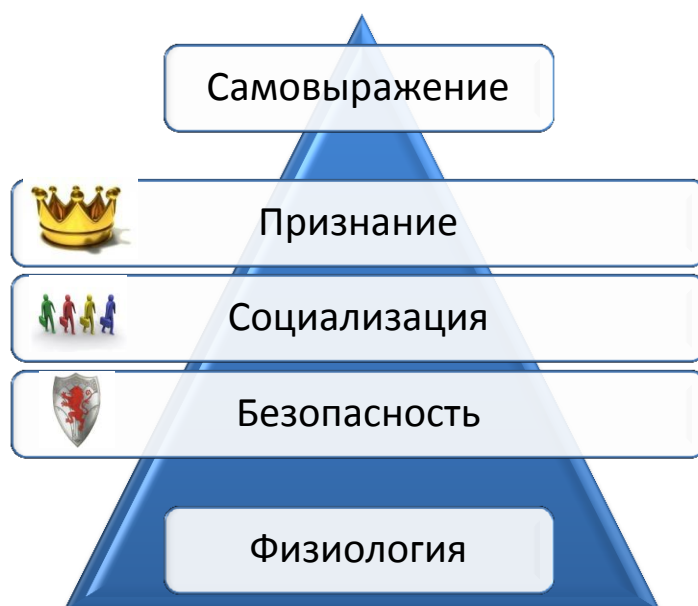 Самовыражение
Признание
Социализация
Безопасность
Физиология